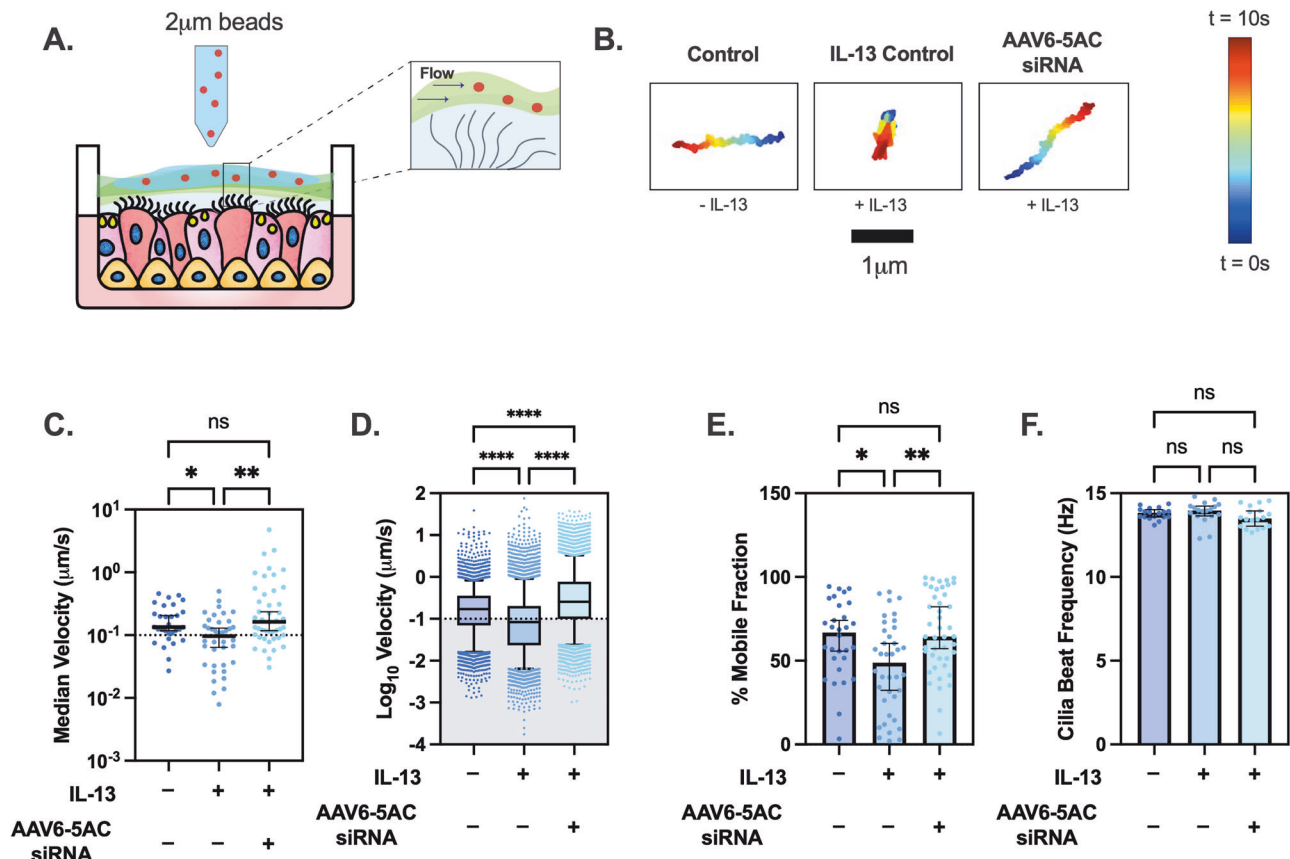 A.
2μm beads
Flow
B.
Control
IL-13 Control
AAV6-5AC
siRNA
- IL-13
+ IL-13
+ IL-13
1μm
t = 10s
t = 0s
C.
ns
* **
Median Velocity (μm/s)
10¹
10⁰
10⁻¹
10⁻²
10⁻³
IL-13 − + +
AAV6-5AC
siRNA − − +
D.
****
**** ****
Log₁₀ Velocity (μm/s)
2
1
0
-1
-2
-3
-4
IL-13 − + +
AAV6-5AC
siRNA − − +
E.
ns
* **
% Mobile Fraction
150
100
50
0
IL-13 − + +
AAV6-5AC
siRNA − − +
F.
ns
ns ns
Cilia Beat Frequency (Hz)
15
10
5
0
IL-13 − + +
AAV6-5AC
siRNA − − +